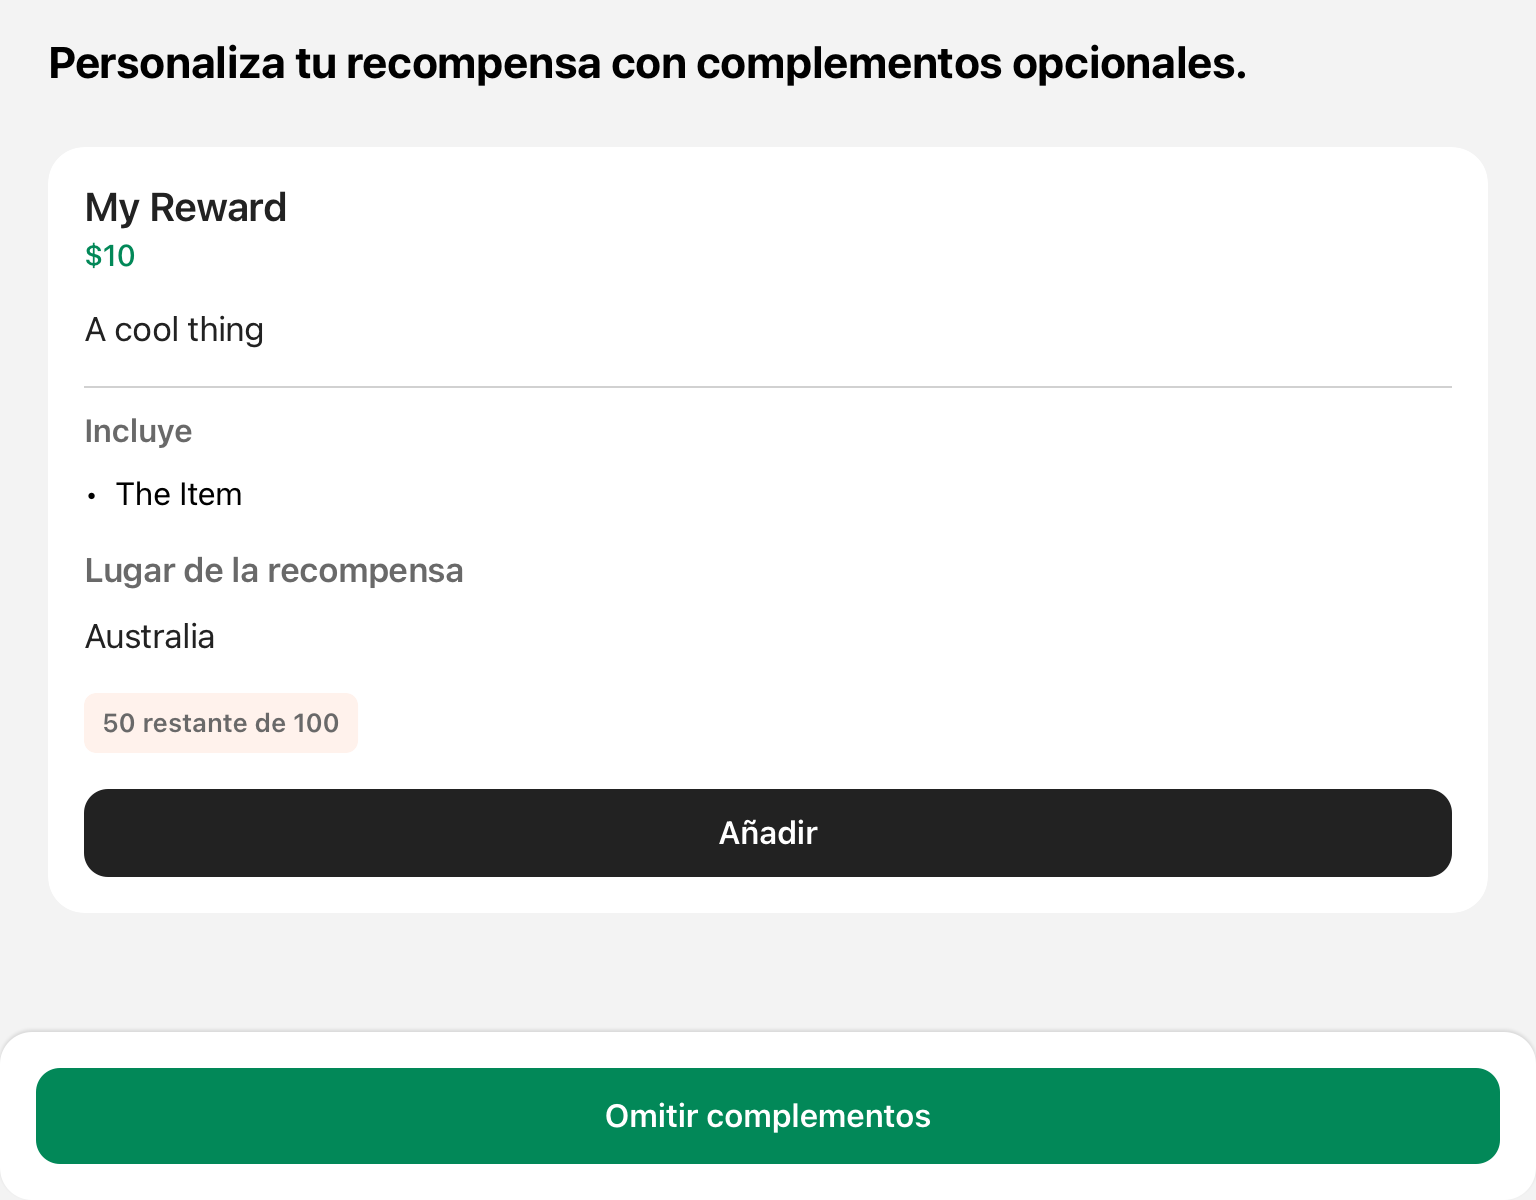 Personaliza tu recompensa con complementos opcionales.
My Reward
$10
A cool thing
Incluye
• The Item
Lugar de la recompensa
Australia
50 restante de 100
Añadir
Omitir complementos